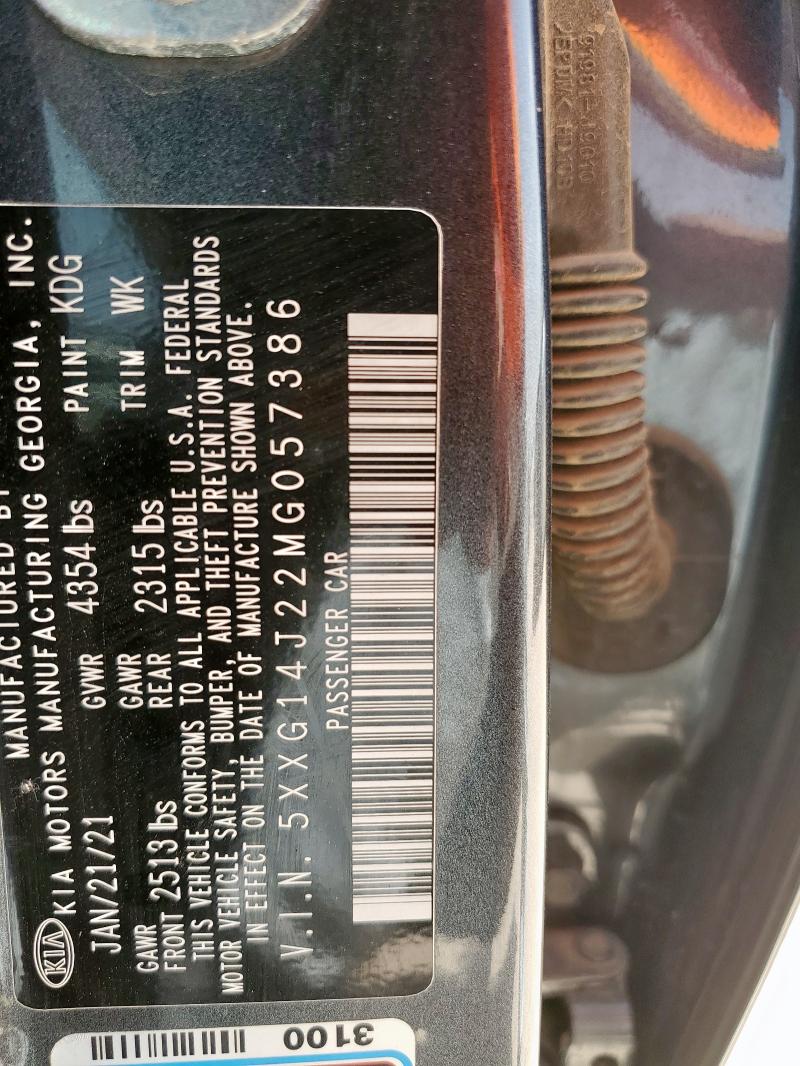 MANUFACTURED BY
KIA KIA MOTORS MANUFACTURING GEORGIA, INC.
JAN/21/21 GVWR 4354 lbs PAINT KDG
GAWR FRONT 2513 lbs GAWR REAR 2315 lbs TRIM WK
THIS VEHICLE CONFORMS TO ALL APPLICABLE U.S.A. FEDERAL
MOTOR VEHICLE SAFETY, BUMPER, AND THEFT PREVENTION STANDARDS
IN EFFECT ON THE DATE OF MANUFACTURE SHOWN ABOVE.
V.I.N. 5XXG14J22MG057386
PASSENGER CAR
3100